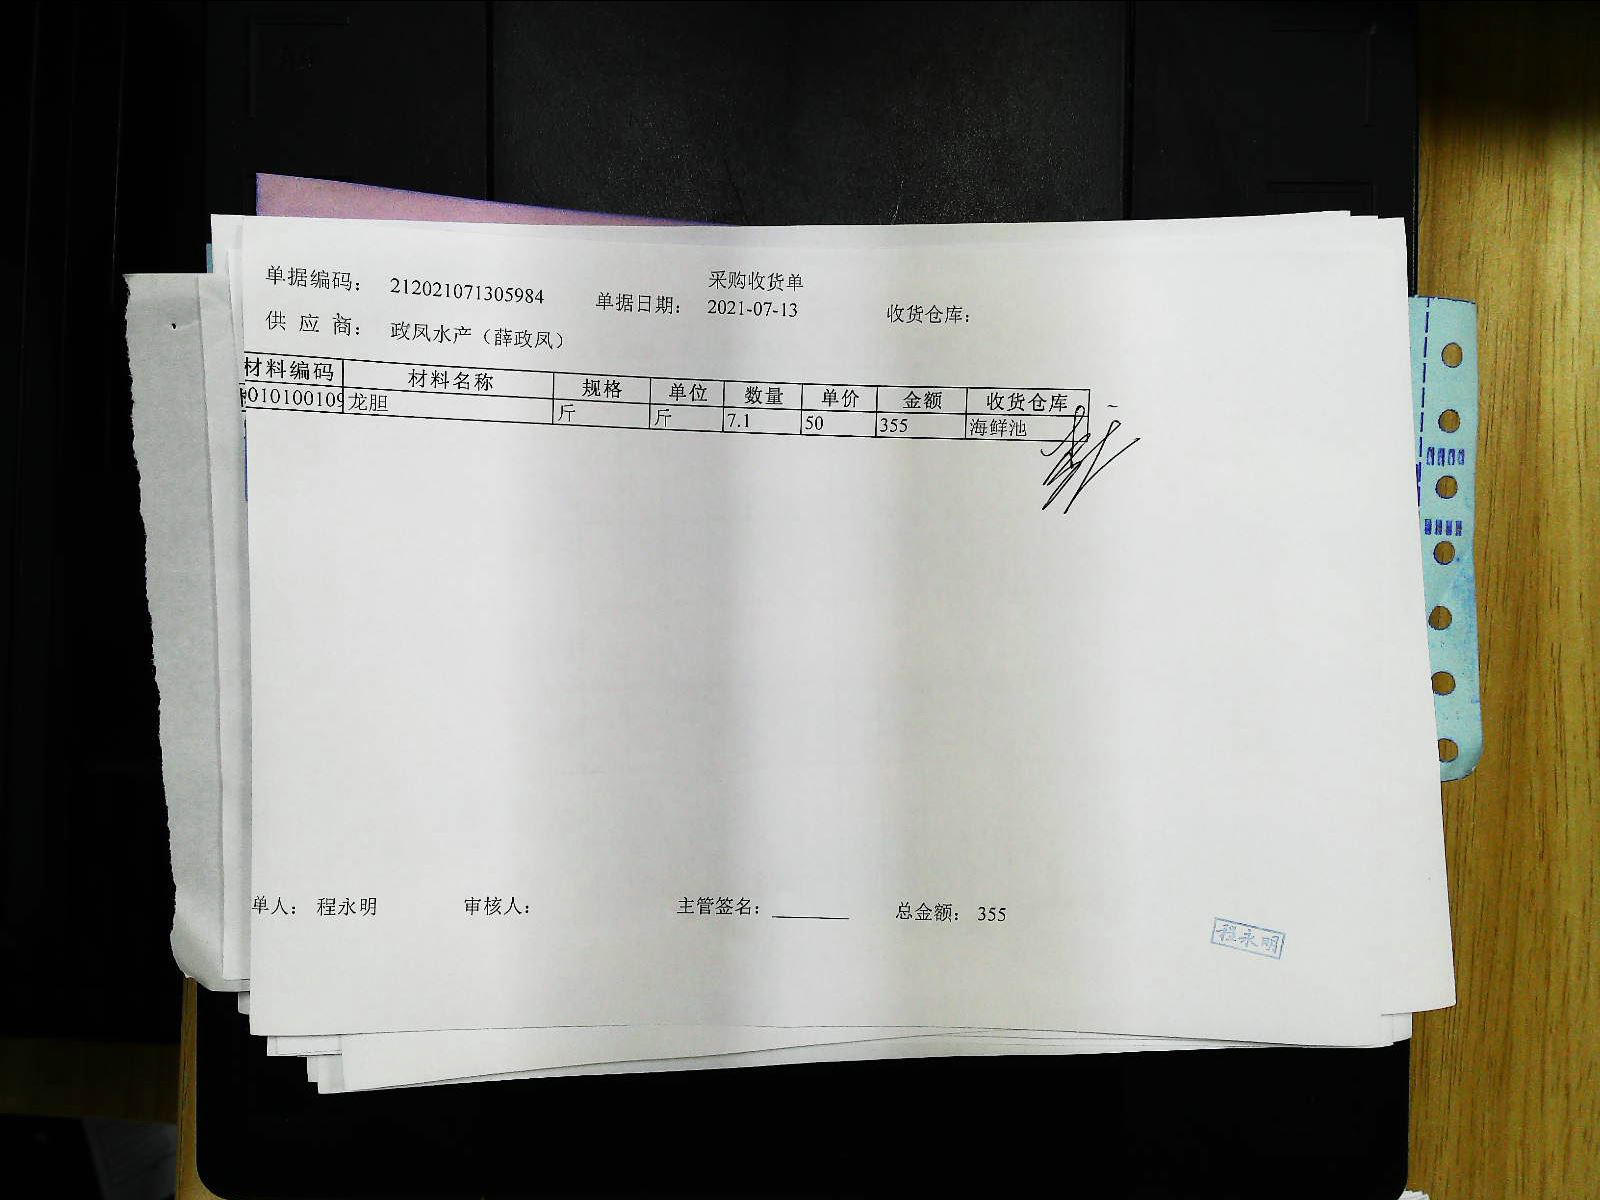 采购收货单
单据编码： 212021071305984 单据日期： 2021-07-13 收货仓库：
供 应 商： 政凤水产（薛政凤）
材料编码 材料名称 规格 单位 数量 单价 金额 收货仓库
010100109 龙胆 斤 斤 7.1 50 355 海鲜池
单人： 程永明 审核人： 主管签名： 总金额： 355
程永明